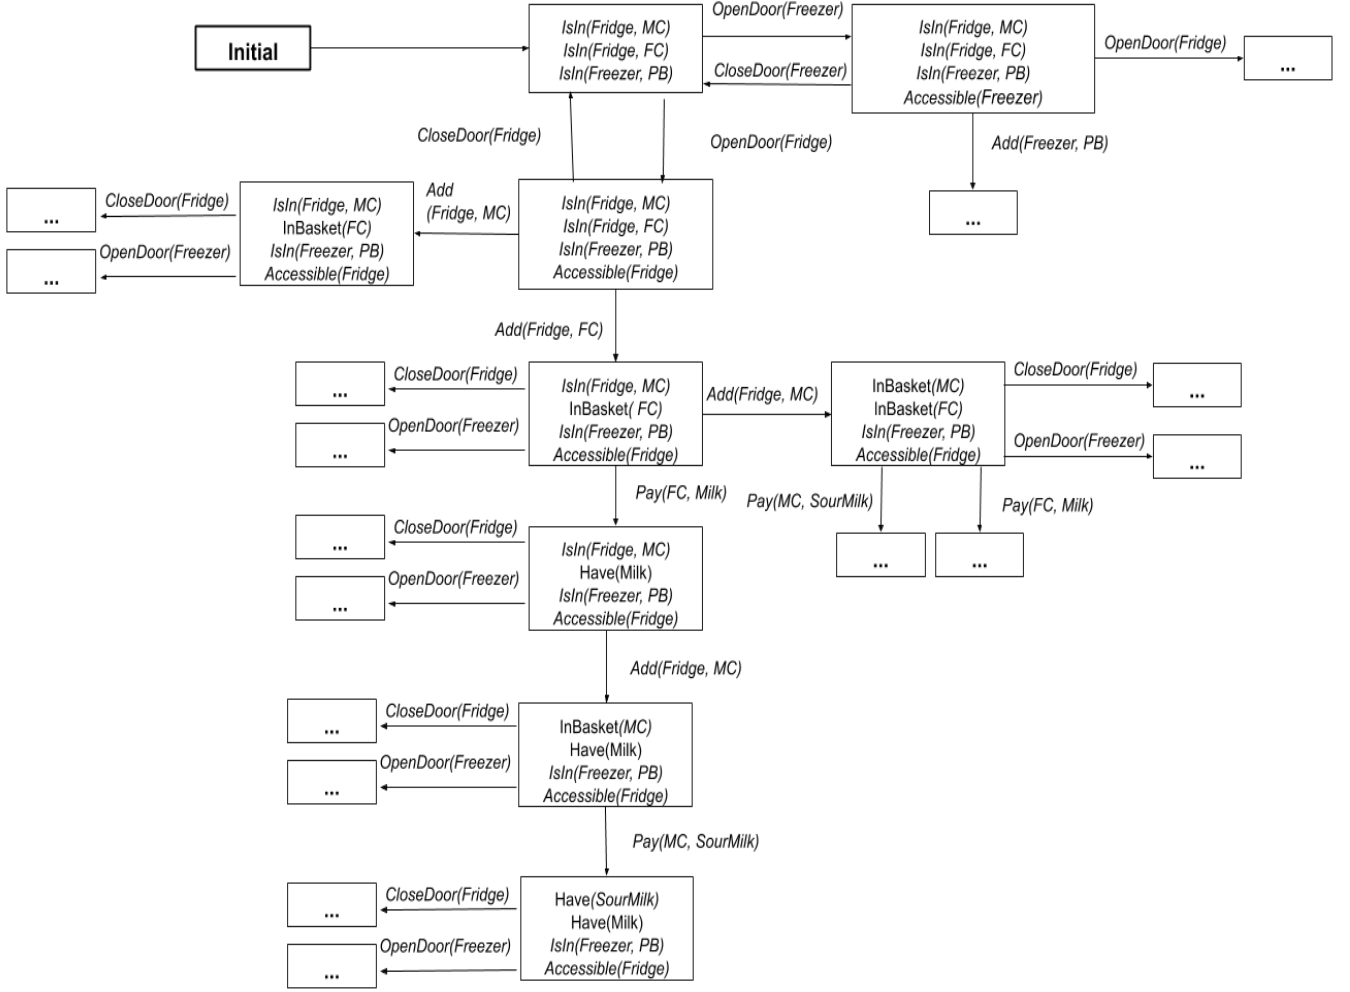 Initial
IsIn(Fridge, MC)
IsIn(Fridge, FC)
IsIn(Freezer, PB)
OpenDoor(Freezer)
CloseDoor(Freezer)
IsIn(Fridge, MC)
IsIn(Fridge, FC)
IsIn(Freezer, PB)
Accessible(Freezer)
OpenDoor(Fridge)
...
CloseDoor(Fridge)
OpenDoor(Fridge)
Add(Freezer, PB)
...
...
CloseDoor(Fridge)
...
OpenDoor(Freezer)
IsIn(Fridge, MC)
InBasket(FC)
IsIn(Freezer, PB)
Accessible(Fridge)
Add
(Fridge, MC)
IsIn(Fridge, MC)
IsIn(Fridge, FC)
IsIn(Freezer, PB)
Accessible(Fridge)
Add(Fridge, FC)
...
CloseDoor(Fridge)
...
OpenDoor(Freezer)
IsIn(Fridge, MC)
InBasket( FC)
IsIn(Freezer, PB)
Accessible(Fridge)
Add(Fridge, MC)
InBasket(MC)
InBasket(FC)
IsIn(Freezer, PB)
Accessible(Fridge)
CloseDoor(Fridge)
...
OpenDoor(Freezer)
...
Pay(FC, Milk)
Pay(MC, SourMilk)
Pay(FC, Milk)
...
...
...
CloseDoor(Fridge)
...
OpenDoor(Freezer)
IsIn(Fridge, MC)
Have(Milk)
IsIn(Freezer, PB)
Accessible(Fridge)
Add(Fridge, MC)
...
CloseDoor(Fridge)
...
OpenDoor(Freezer)
InBasket(MC)
Have(Milk)
IsIn(Freezer, PB)
Accessible(Fridge)
Pay(MC, SourMilk)
...
CloseDoor(Fridge)
...
OpenDoor(Freezer)
Have(SourMilk)
Have(Milk)
IsIn(Freezer, PB)
Accessible(Fridge)